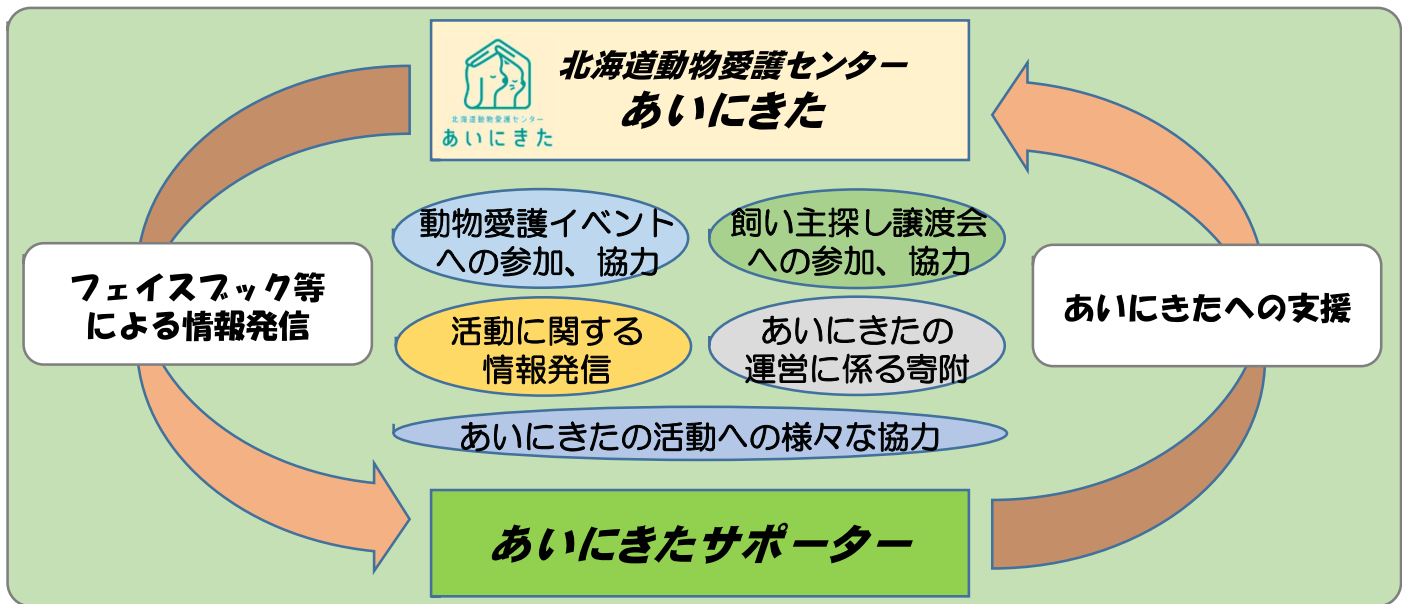 北海道動物愛護センター
あいにきた
北海道動物愛護センター
あいにきた
動物愛護イベント
への参加、協力
飼い主探し譲渡会
への参加、協力
フェイスブック等
による情報発信
あいにきたへの支援
活動に関する
情報発信
あいにきたの
運営に係る寄附
あいにきたの活動への様々な協力
あいにきたサポーター